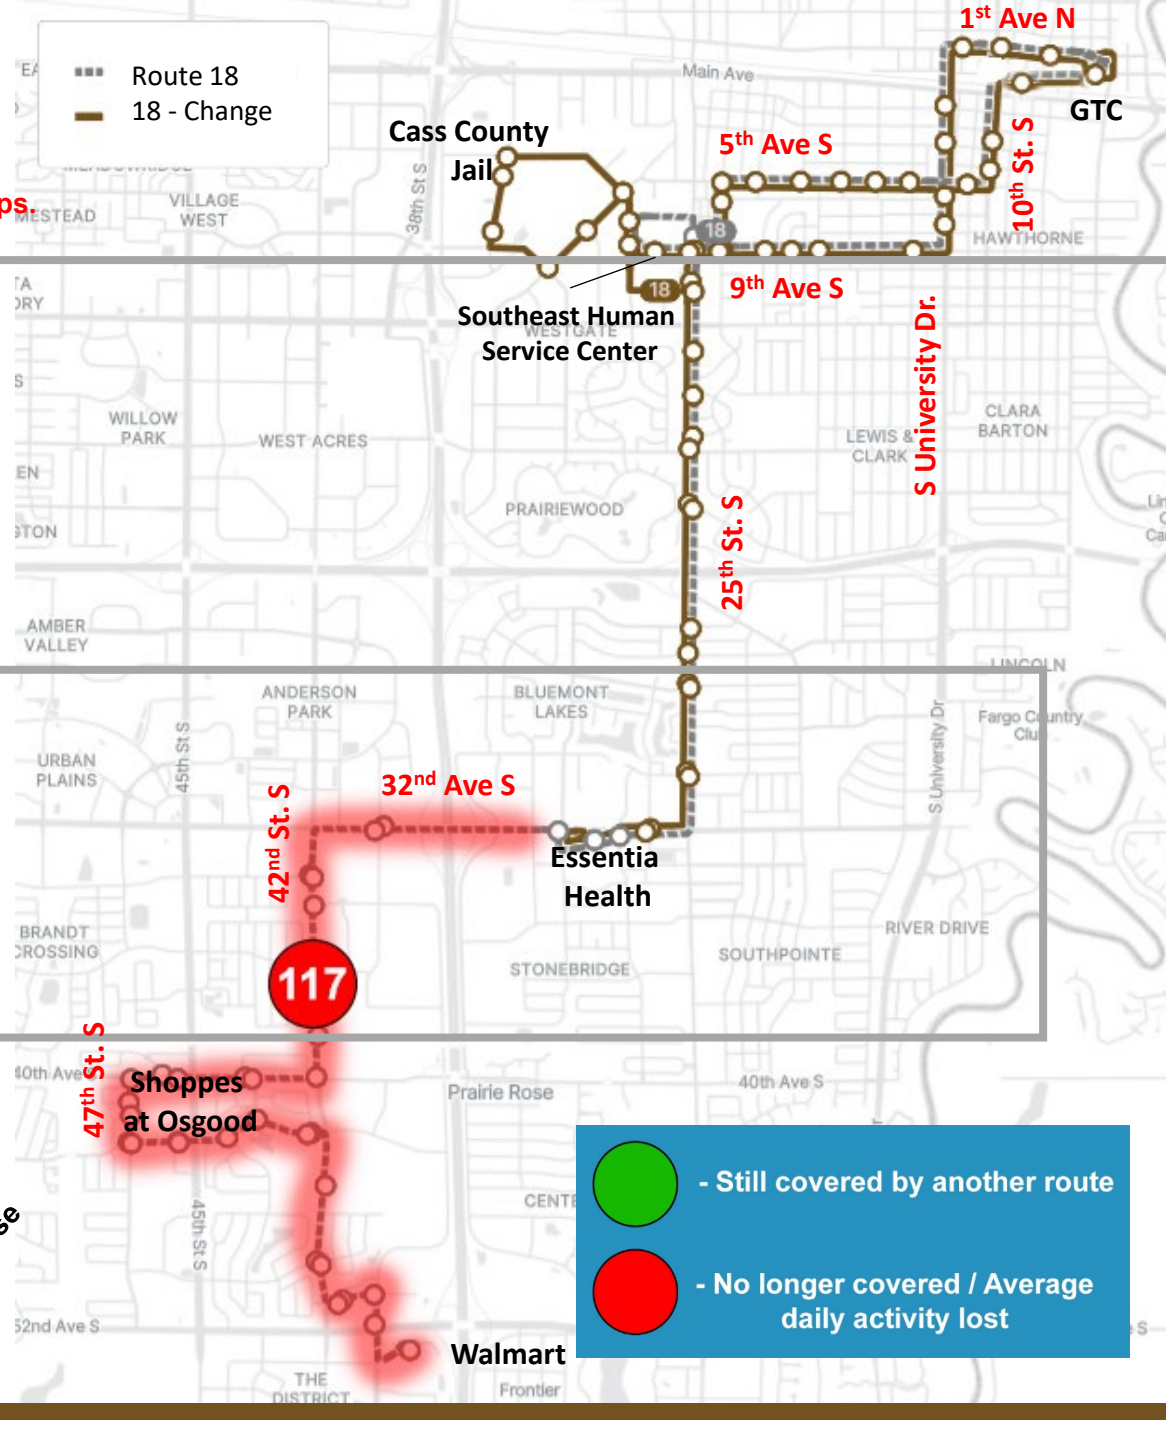 1st Ave N
Route 18
18 - Change
Main Ave
GTC
Cass County
Jail
5th Ave S
10th St. S
38th St S
ps.
MESTEAD
VILLAGE
WEST
18
HAWTHORNE
18
9th Ave S
Southeast Human
Service Center
WESTGATE
S University Dr.
WILLOW
PARK
WEST ACRES
LEWIS &
CLARK
CLARA
BARTON
EN
PRAIRIEWOOD
25th St. S
GTON
AMBER
VALLEY
LINCOLN
ANDERSON
PARK
BLUEMONT
LAKES
Fargo Country
Club
45th St S
S University Dr
URBAN
PLAINS
32nd Ave S
42nd St. S
Essentia
Health
BRANDT
CROSSING
RIVER DRIVE
SOUTHPOINTE
STONEBRIDGE
117
47th St. S
40th Ave
Shoppes
at Osgood
Prairie Rose
40th Ave S
45th St S
CENTE
- Still covered by another route
- No longer covered / Average
daily activity lost
52nd Ave S
Walmart
THE
DISTRICT
Frontier